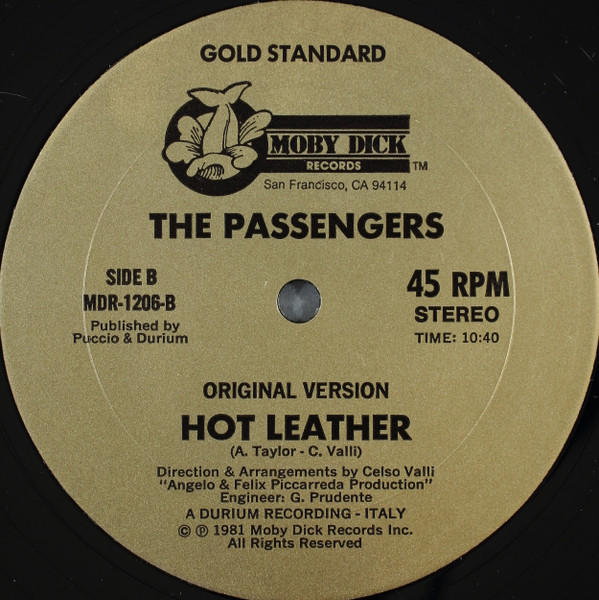 GOLD STANDARD
MOBY DICK
RECORDS
TM
San Francisco, CA 94114
THE PASSENGERS
SIDE B
MDR-1206-B
Published by
Puccio & Durium
45 RPM
STEREO
TIME: 10:40
ORIGINAL VERSION
HOT LEATHER
(A. Taylor - C. Valli)
Direction & Arrangements by Celso Valli
"Angelo & Felix Piccarreda Production"
Engineer: G. Prudente
A DURIUM RECORDING - ITALY
© ℗ 1981 Moby Dick Records Inc.
All Rights Reserved